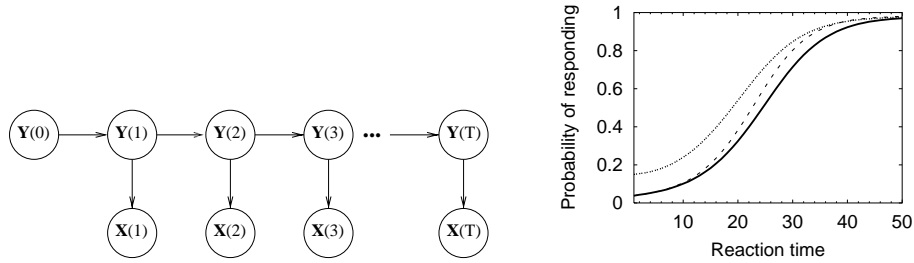 Y(0) Y(1) Y(2) Y(3) ... Y(T)
X(1) X(2) X(3) X(T)
Probability of responding
1
0.8
0.6
0.4
0.2
0
10 20 30 40 50
Reaction time